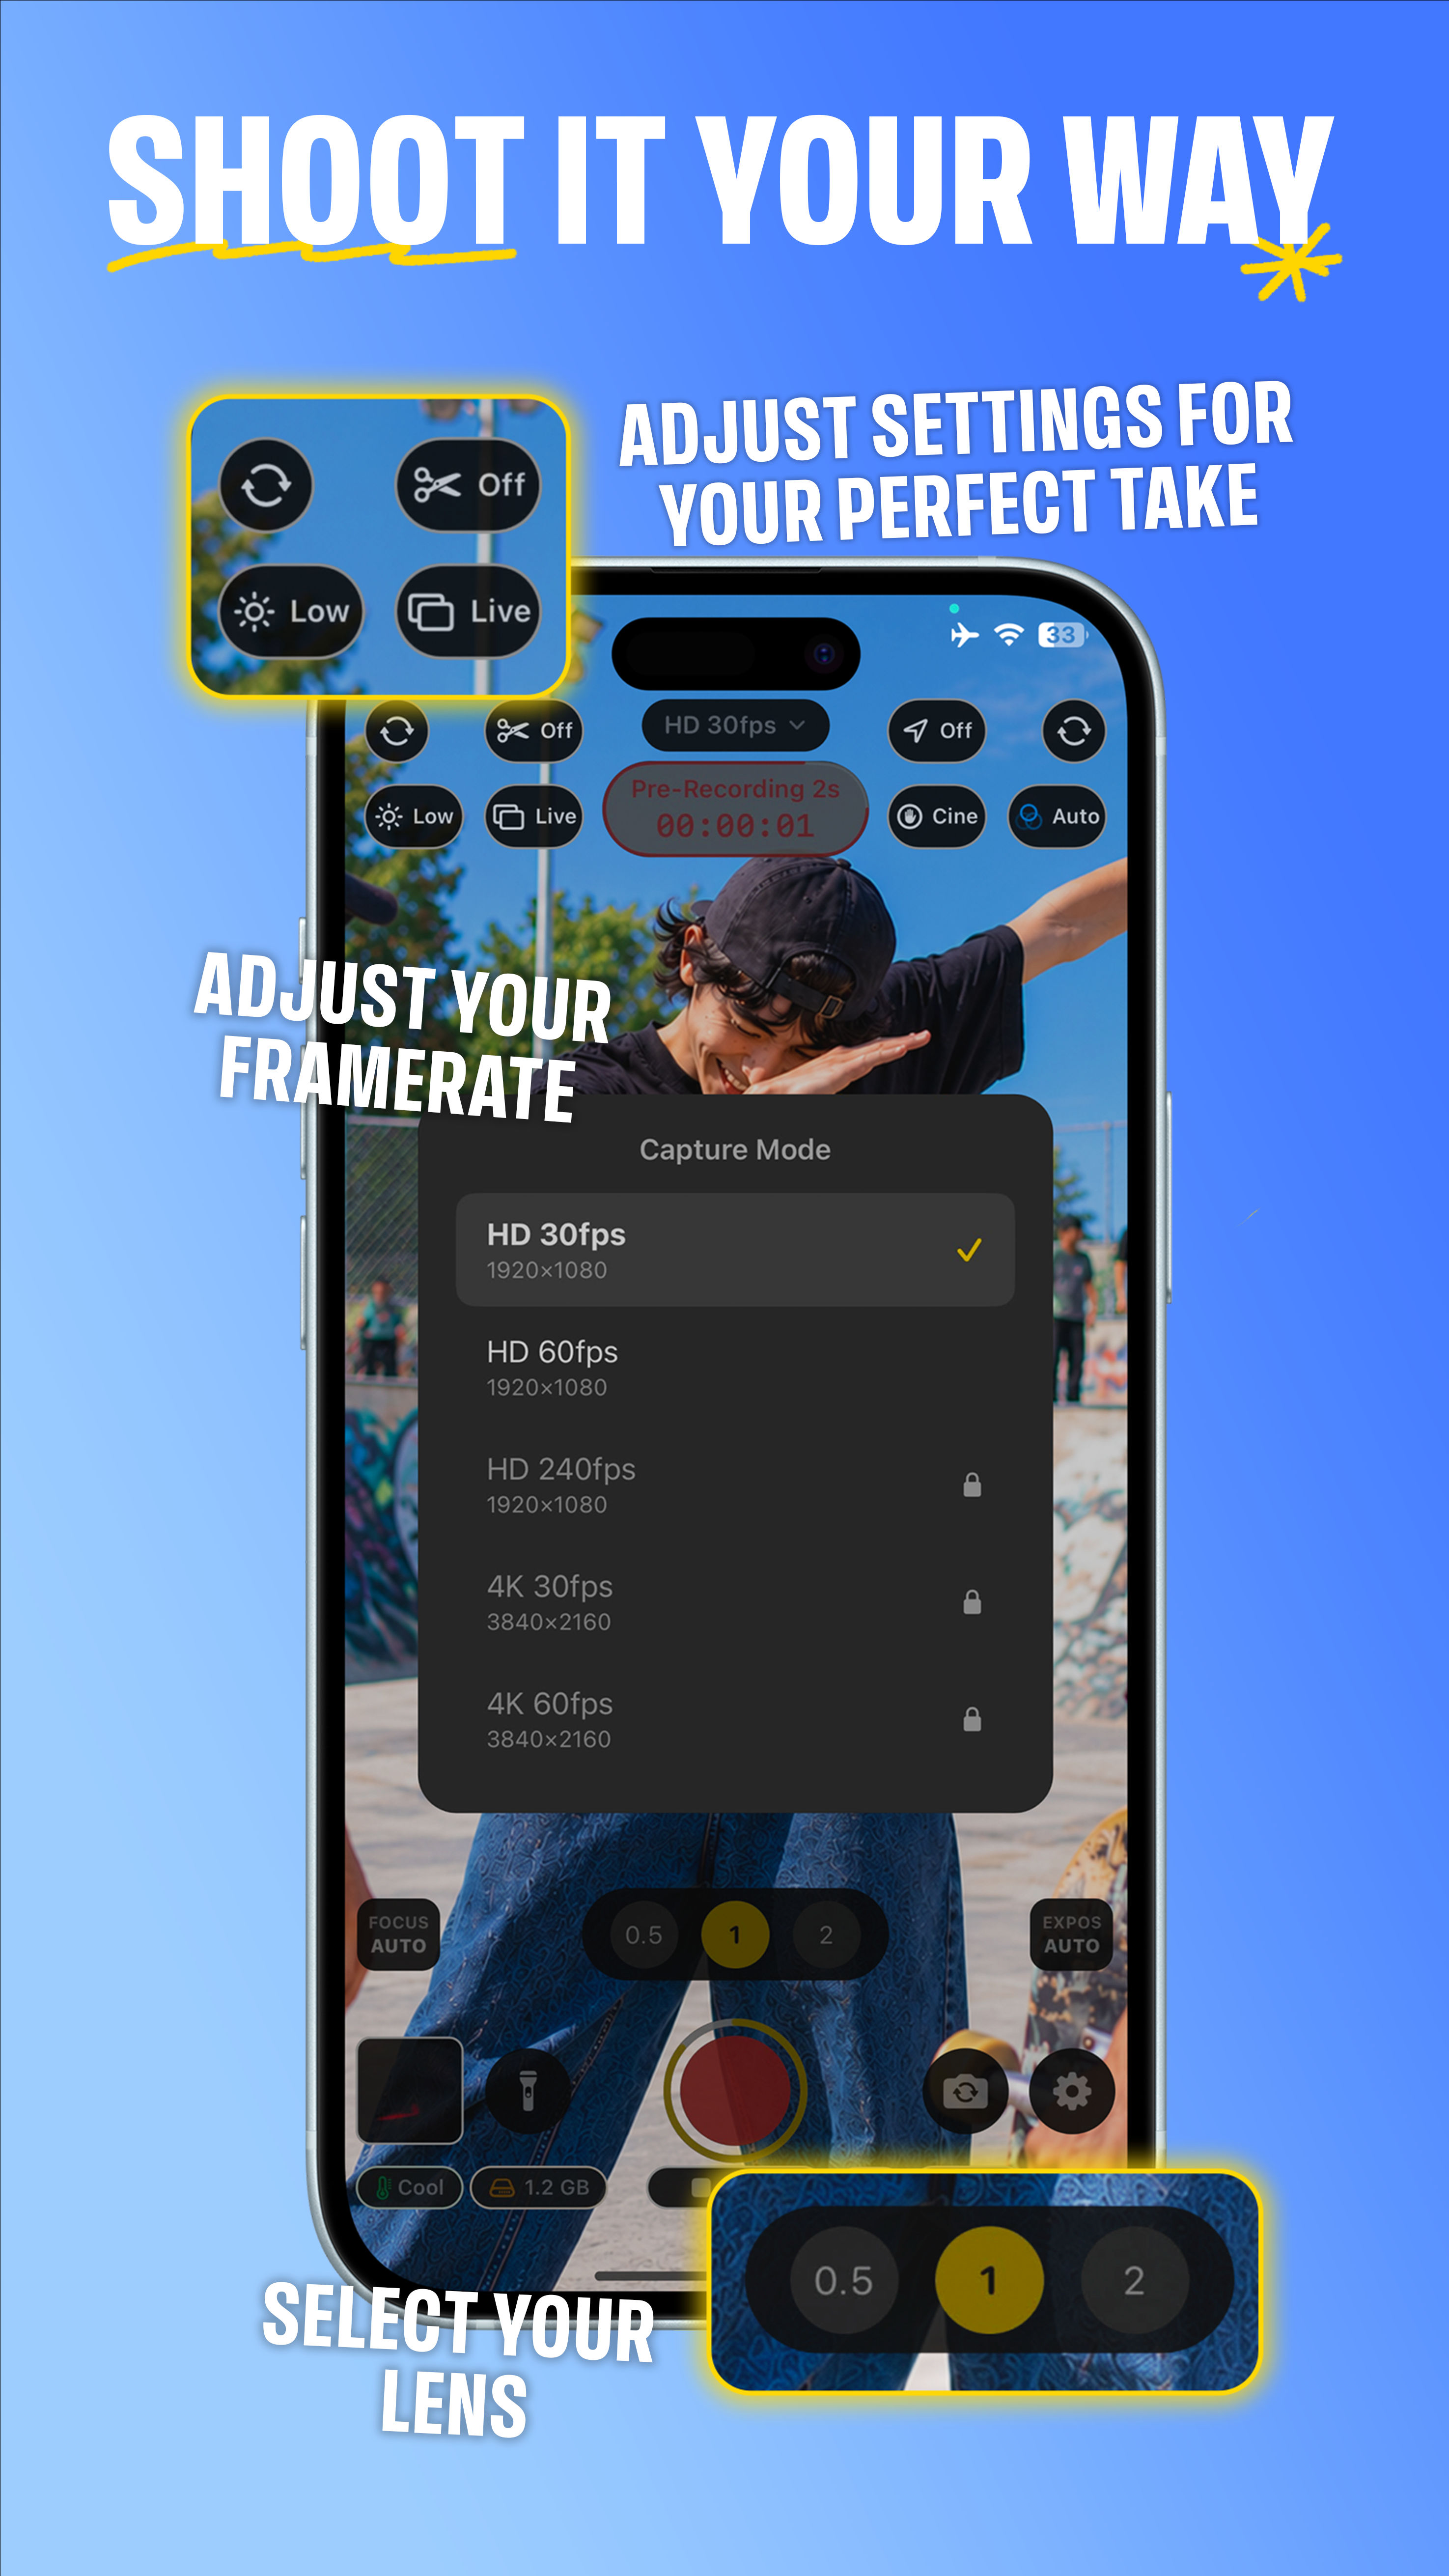 SHOOT IT YOUR WAY
ADJUST SETTINGS FOR
YOUR PERFECT TAKE
Off
Low
Live
33
Off
HD 30fps
Off
Pre-Recording 2s
00:00:01
Low
Live
Cine
Auto
ADJUST YOUR
FRAMERATE
Capture Mode
HD 30fps
1920×1080
HD 60fps
1920×1080
HD 240fps
1920×1080
4K 30fps
3840×2160
4K 60fps
3840×2160
FOCUS
AUTO
0.5
1
2
EXPOS
AUTO
Cool
1.2 GB
0.5
1
2
SELECT YOUR
LENS